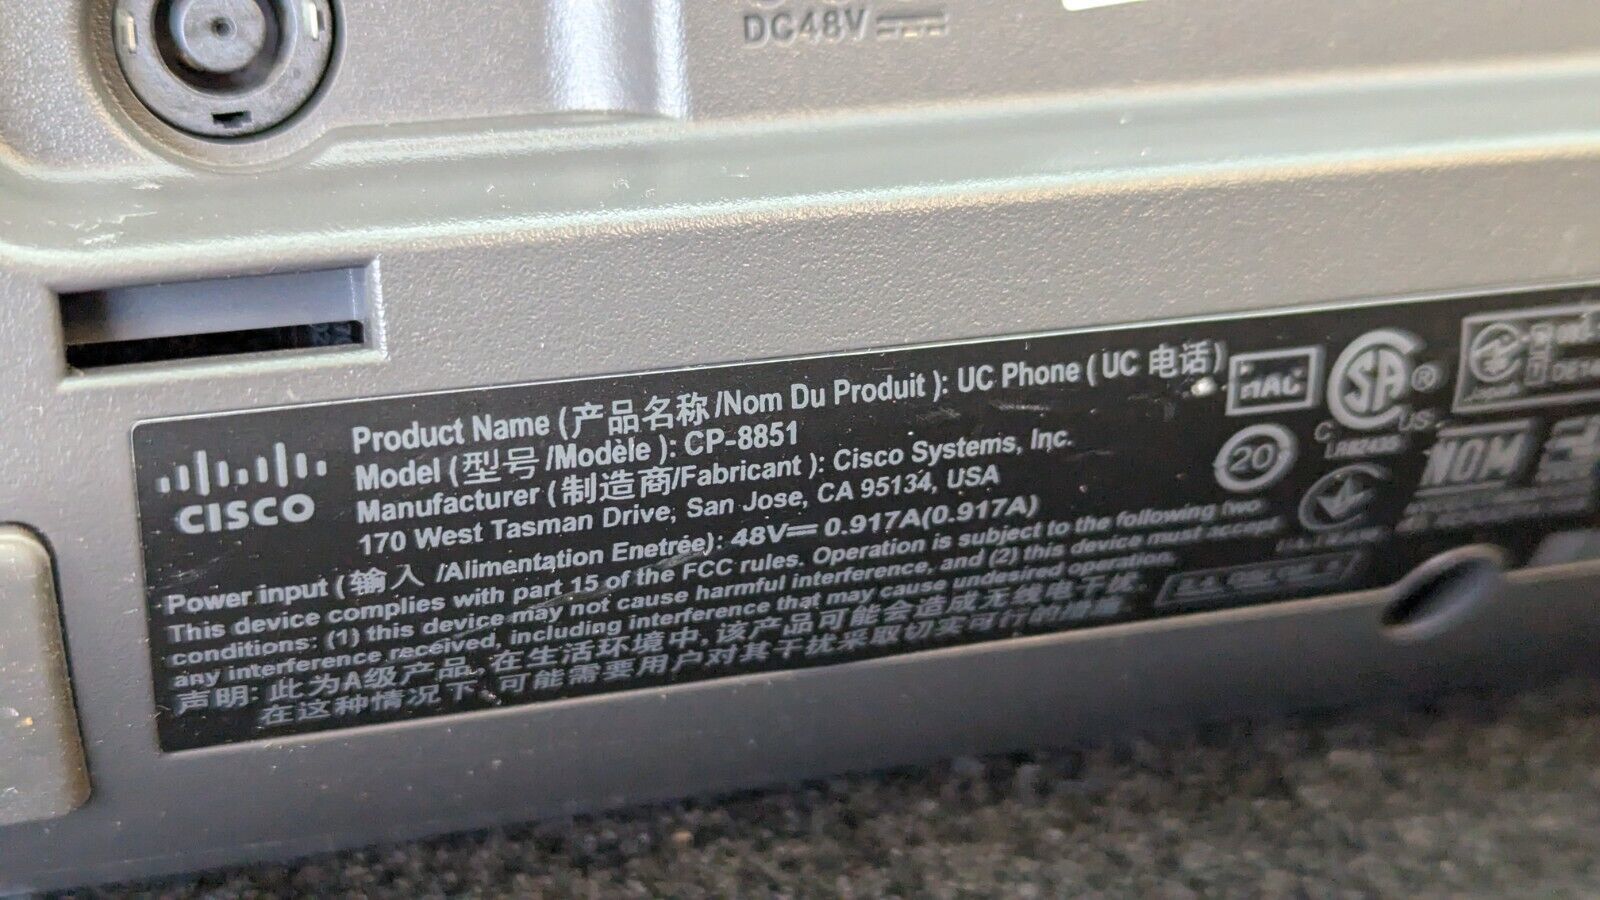 DC48V
CISCO
Product Name (产品名称 /Nom Du Produit ): UC Phone ( UC 电话)
Model (型号 /Modèle ): CP-8851
Manufacturer (制造商/Fabricant ): Cisco Systems, Inc.
170 West Tasman Drive, San Jose, CA 95134, USA
Power input (输入 /Alimentation Enetrée): 48V⎓ 0.917A(0.917A)
This device complies with part 15 of the FCC rules. Operation is subject to the following two
conditions: (1) this device may not cause harmful interference, and (2) this device must accept
any interference received, including interference that may cause undesired operation.
声明: 此为A级产品, 在生活环境中, 该产品可能会造成无线电干扰.
在这种情况下, 可能需要用户对其干扰采取切实可行的措施.
SA ®
C US
20
NOM